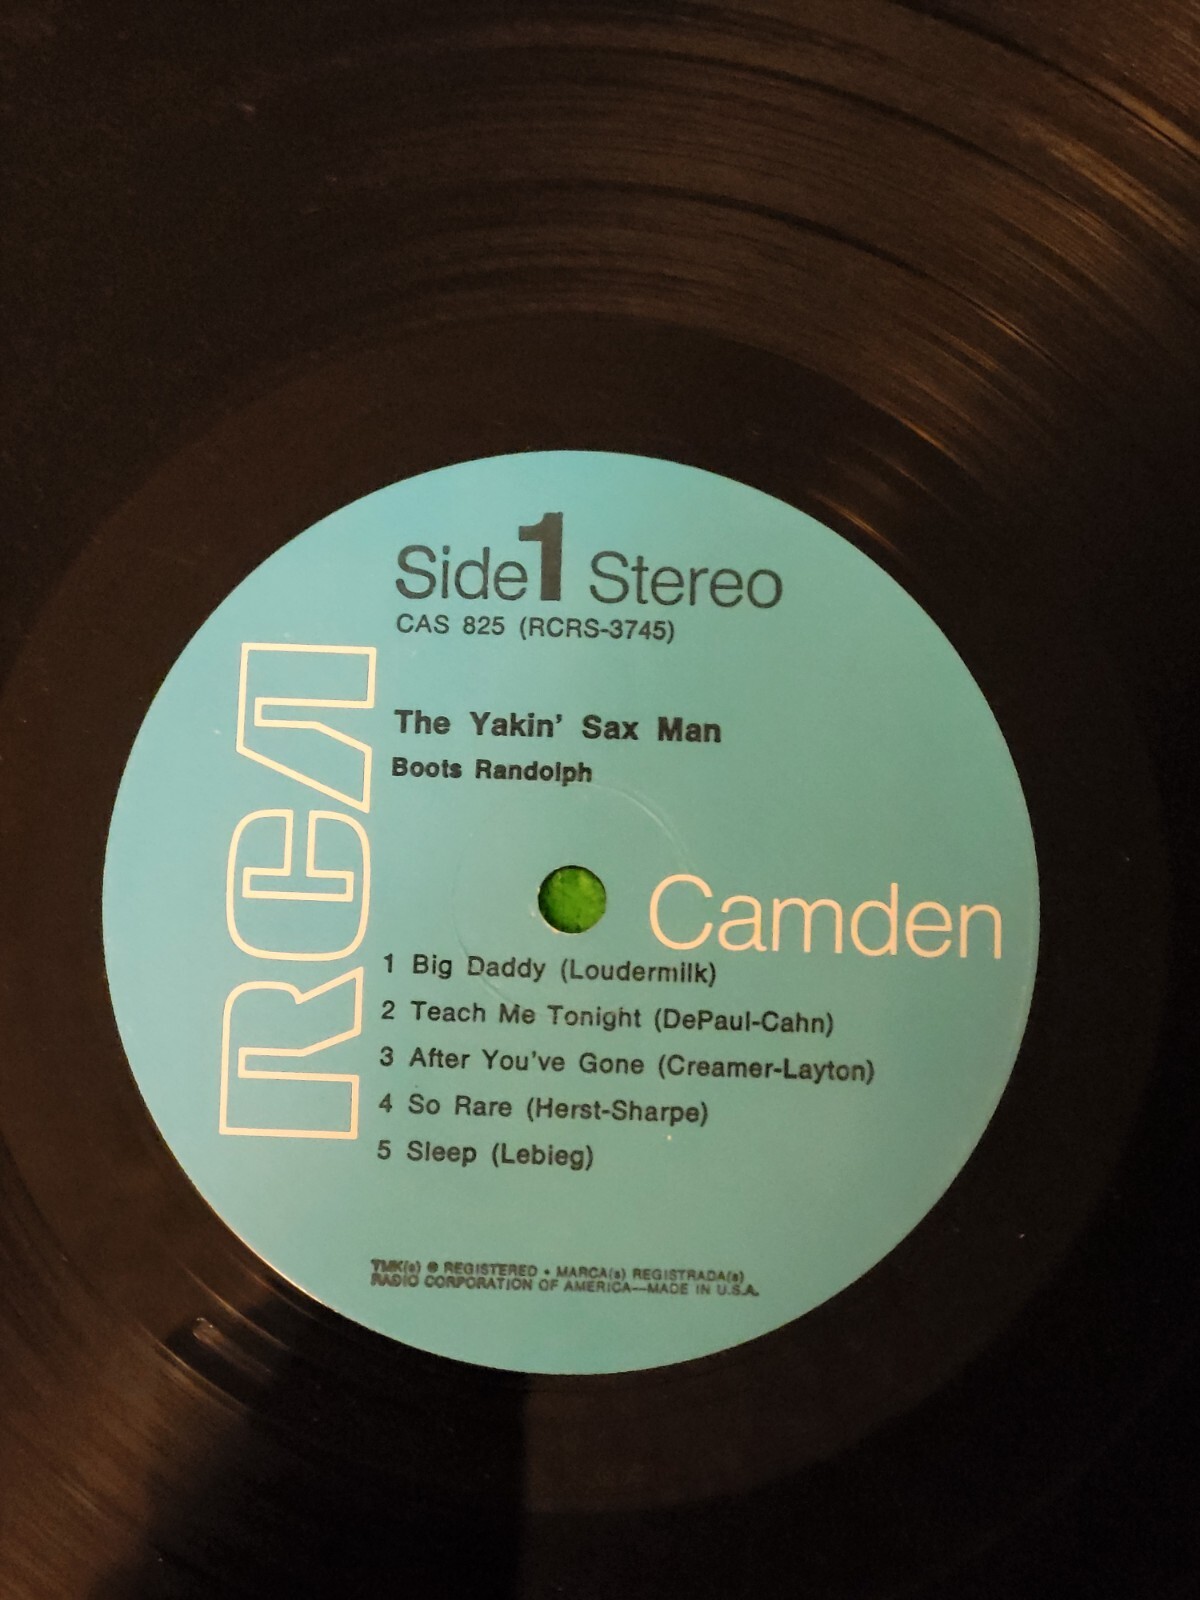 Side 1 Stereo
CAS 825 (RCRS-3745)
RCA
The Yakin' Sax Man
Boots Randolph
Camden
1 Big Daddy (Loudermilk)
2 Teach Me Tonight (DePaul-Cahn)
3 After You've Gone (Creamer-Layton)
4 So Rare (Herst-Sharpe)
5 Sleep (Lebieg)
TMK(s) ® REGISTERED • MARCA(s) REGISTRADA(s)
RADIO CORPORATION OF AMERICA—MADE IN U.S.A.